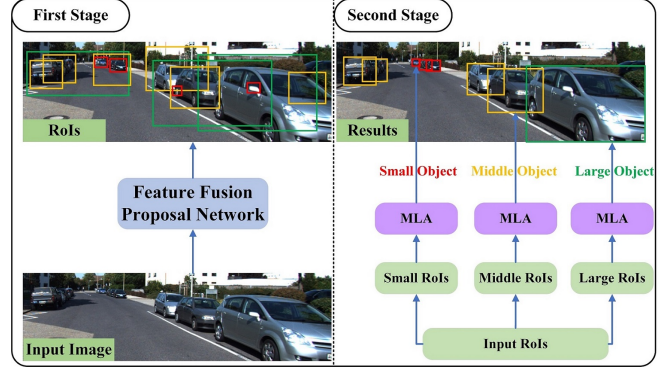 First Stage
RoIs
Feature Fusion
Proposal Network
Input Image
Second Stage
Results
Small Object
Middle Object
Large Object
MLA
MLA
MLA
Small RoIs
Middle RoIs
Large RoIs
Input RoIs